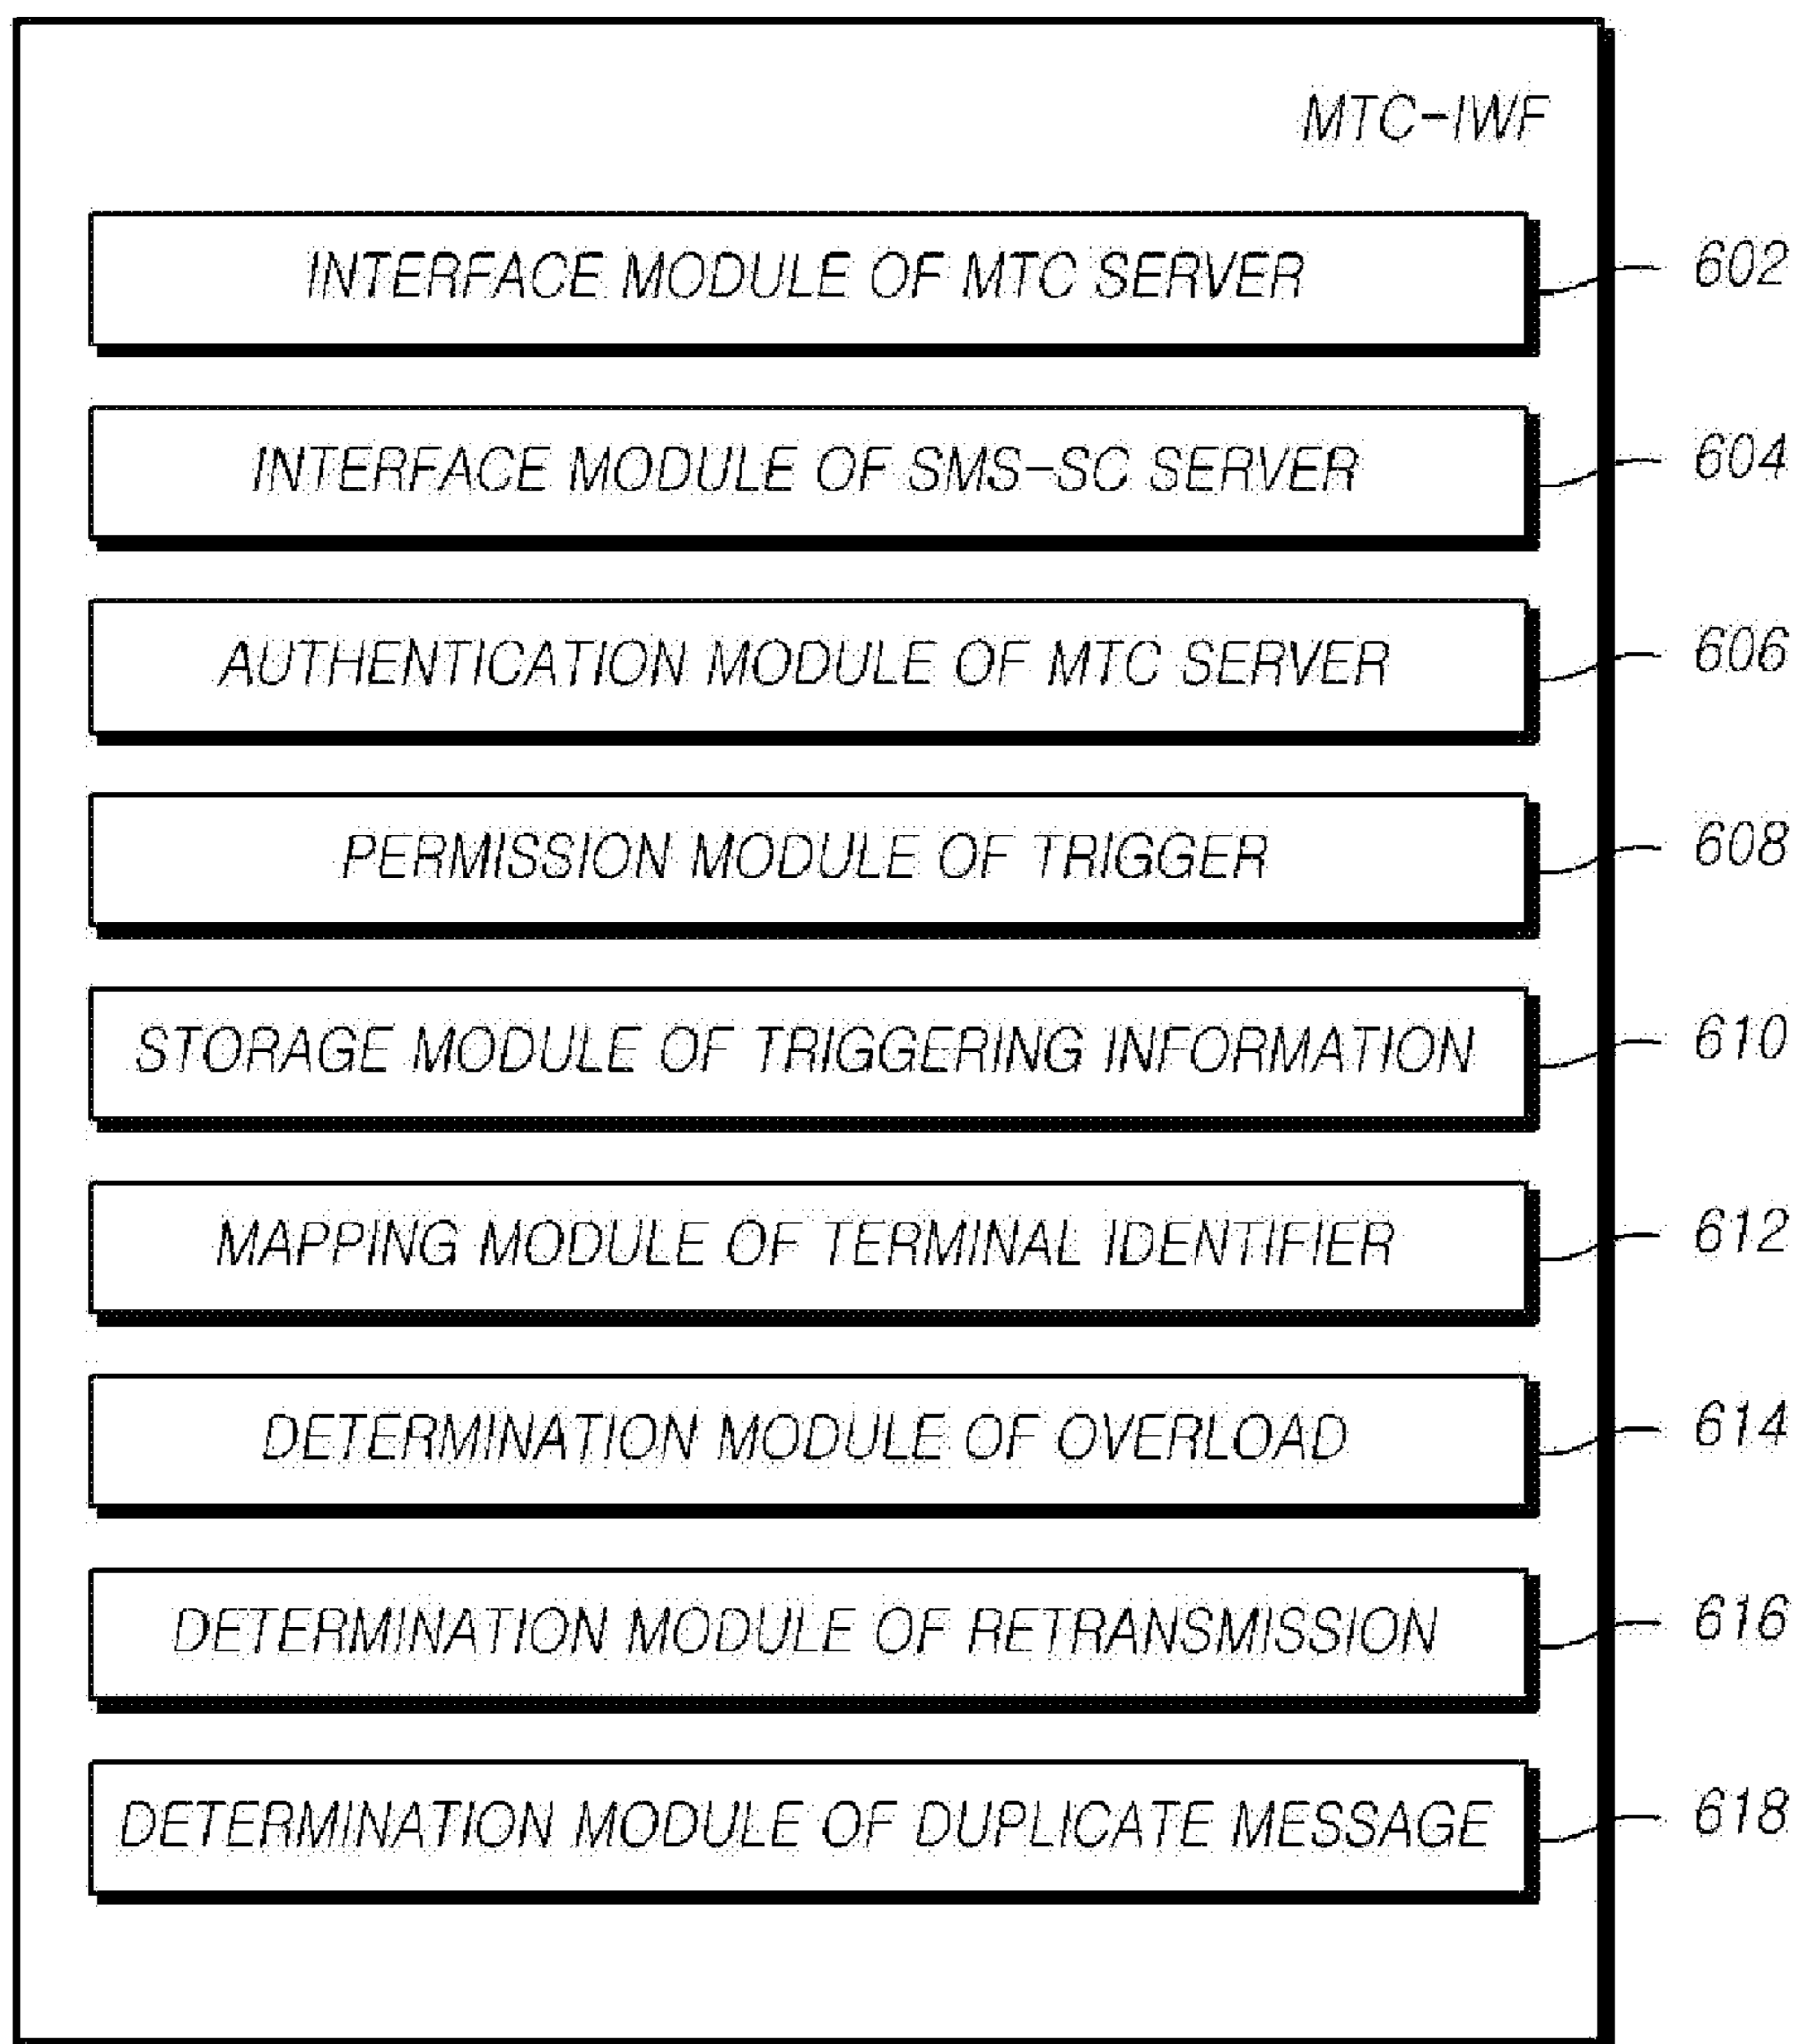 MTC-IWF
INTERFACE MODULE OF MTC SERVER 602
INTERFACE MODULE OF SMS-SC SERVER 604
AUTHENTICATION MODULE OF MTC SERVER 606
PERMISSION MODULE OF TRIGGER 608
STORAGE MODULE OF TRIGGERING INFORMATION 610
MAPPING MODULE OF TERMINAL IDENTIFIER 612
DETERMINATION MODULE OF OVERLOAD 614
DETERMINATION MODULE OF RETRANSMISSION 616
DETERMINATION MODULE OF DUPLICATE MESSAGE 618